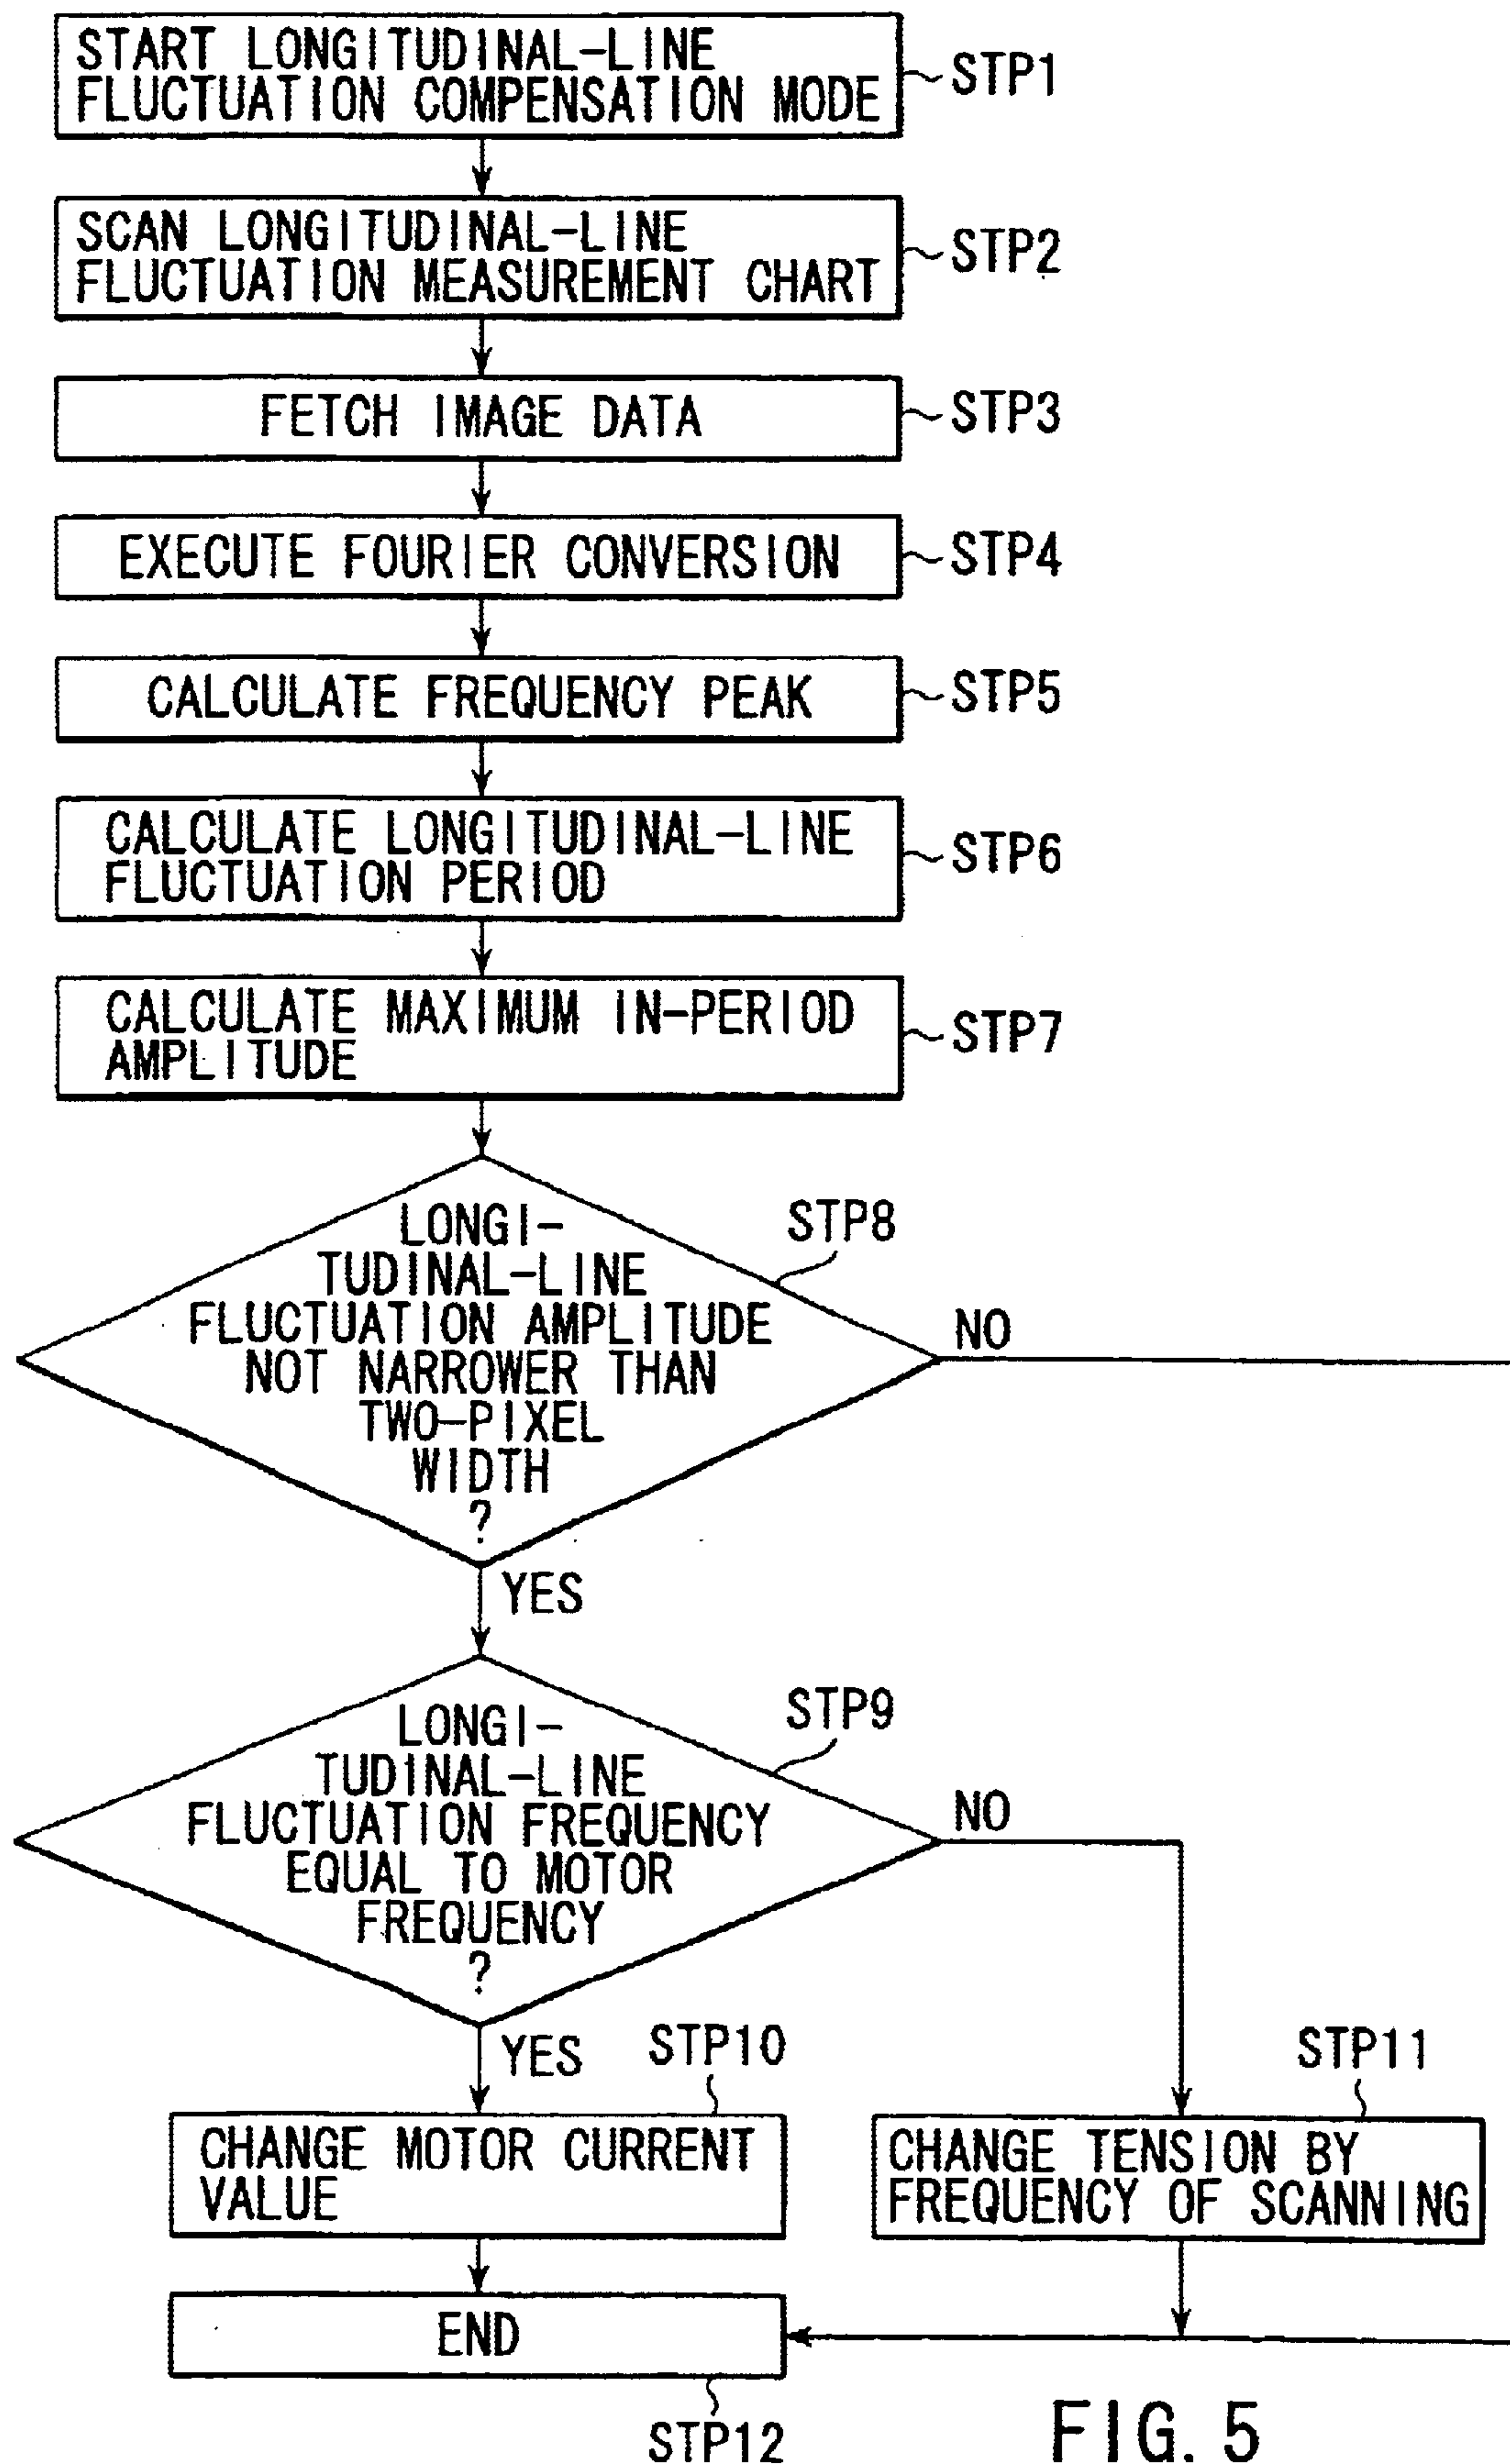 START LONGITUDINAL-LINE
FLUCTUATION COMPENSATION MODE
STP1
SCAN LONGITUDINAL-LINE
FLUCTUATION MEASUREMENT CHART
STP2
FETCH IMAGE DATA
STP3
EXECUTE FOURIER CONVERSION
STP4
CALCULATE FREQUENCY PEAK
STP5
CALCULATE LONGITUDINAL-LINE
FLUCTUATION PERIOD
STP6
CALCULATE MAXIMUM IN-PERIOD
AMPLITUDE
STP7
STP8
LONGI-
TUDINAL-LINE
FLUCTUATION AMPLITUDE
NOT NARROWER THAN
TWO-PIXEL
WIDTH
?
NO
YES
STP9
LONGI-
TUDINAL-LINE
FLUCTUATION FREQUENCY
EQUAL TO MOTOR
FREQUENCY
?
NO
YES
STP10
CHANGE MOTOR CURRENT
VALUE
STP11
CHANGE TENSION BY
FREQUENCY OF SCANNING
END
STP12
FIG. 5